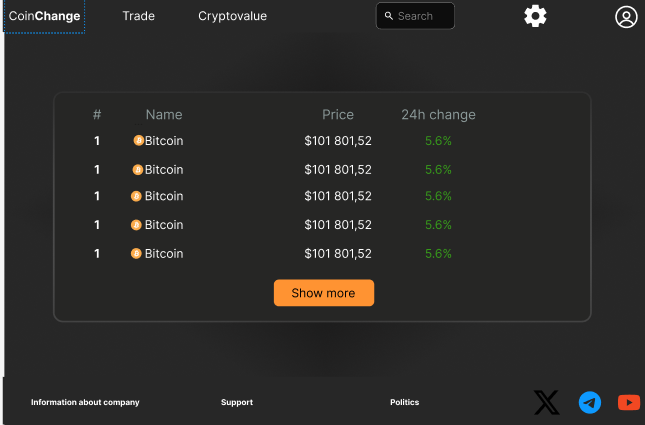 CoinChange Trade Cryptovalue Search
# Name Price 24h change
1 Bitcoin $101 801,52 5.6%
1 Bitcoin $101 801,52 5.6%
1 Bitcoin $101 801,52 5.6%
1 Bitcoin $101 801,52 5.6%
1 Bitcoin $101 801,52 5.6%
Show more
Information about company Support Politics